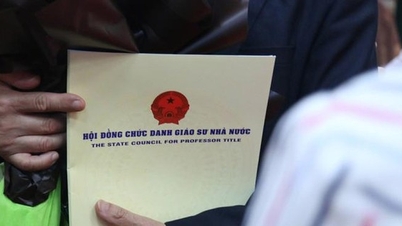 HỘI ĐỒNG CHỨC DANH GIÁO SƯ NHÀ NƯỚC
THE STATE COUNCIL FOR PROFESSOR TITLE